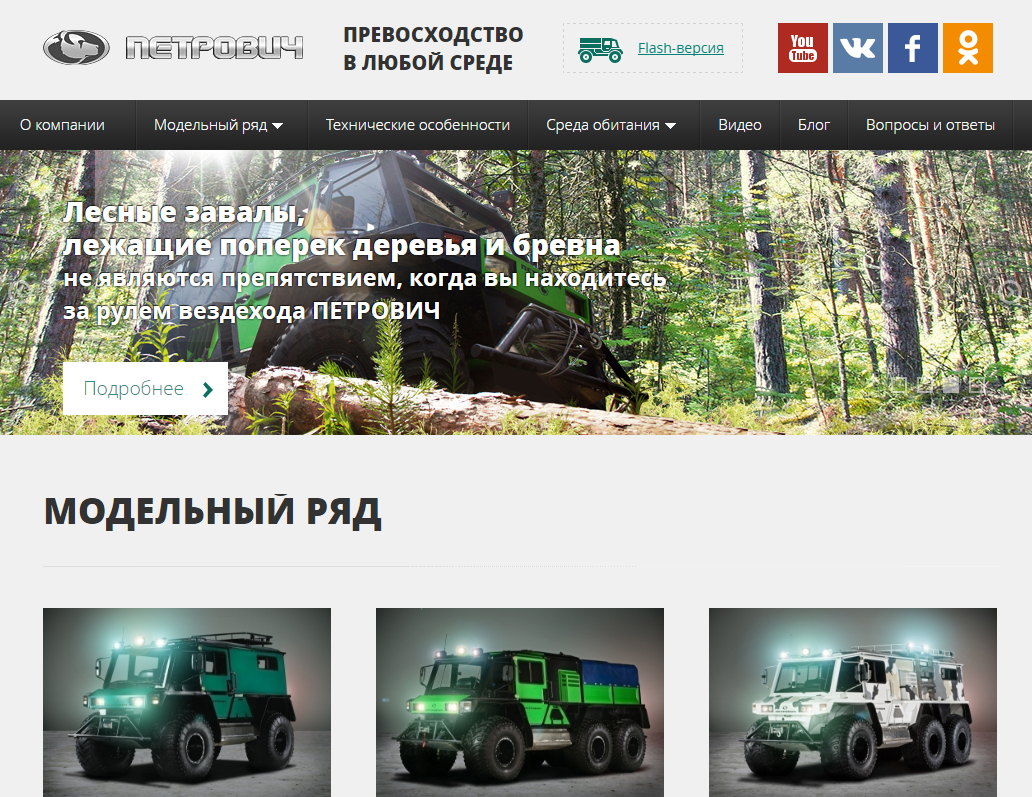 ПЕТРОВИЧ
ПРЕВОСХОДСТВО
В ЛЮБОЙ СРЕДЕ
Flash-версия
You
Tube
О компании
Модельный ряд
Технические особенности
Среда обитания
Видео
Блог
Вопросы и ответы
Лесные завалы,
лежащие поперек деревья и бревна
не являются препятствием, когда вы находитесь
за рулем вездехода ПЕТРОВИЧ
Подробнее
МОДЕЛЬНЫЙ РЯД